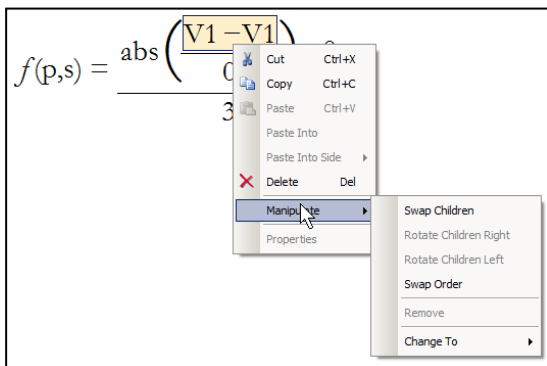 f(p,s) = abs(V1 −V1
0
3
Cut Ctrl+X
Copy Ctrl+C
Paste Ctrl+V
Paste Into
Paste Into Side
Delete Del
Manipulate
Properties
Swap Children
Rotate Children Right
Rotate Children Left
Swap Order
Remove
Change To